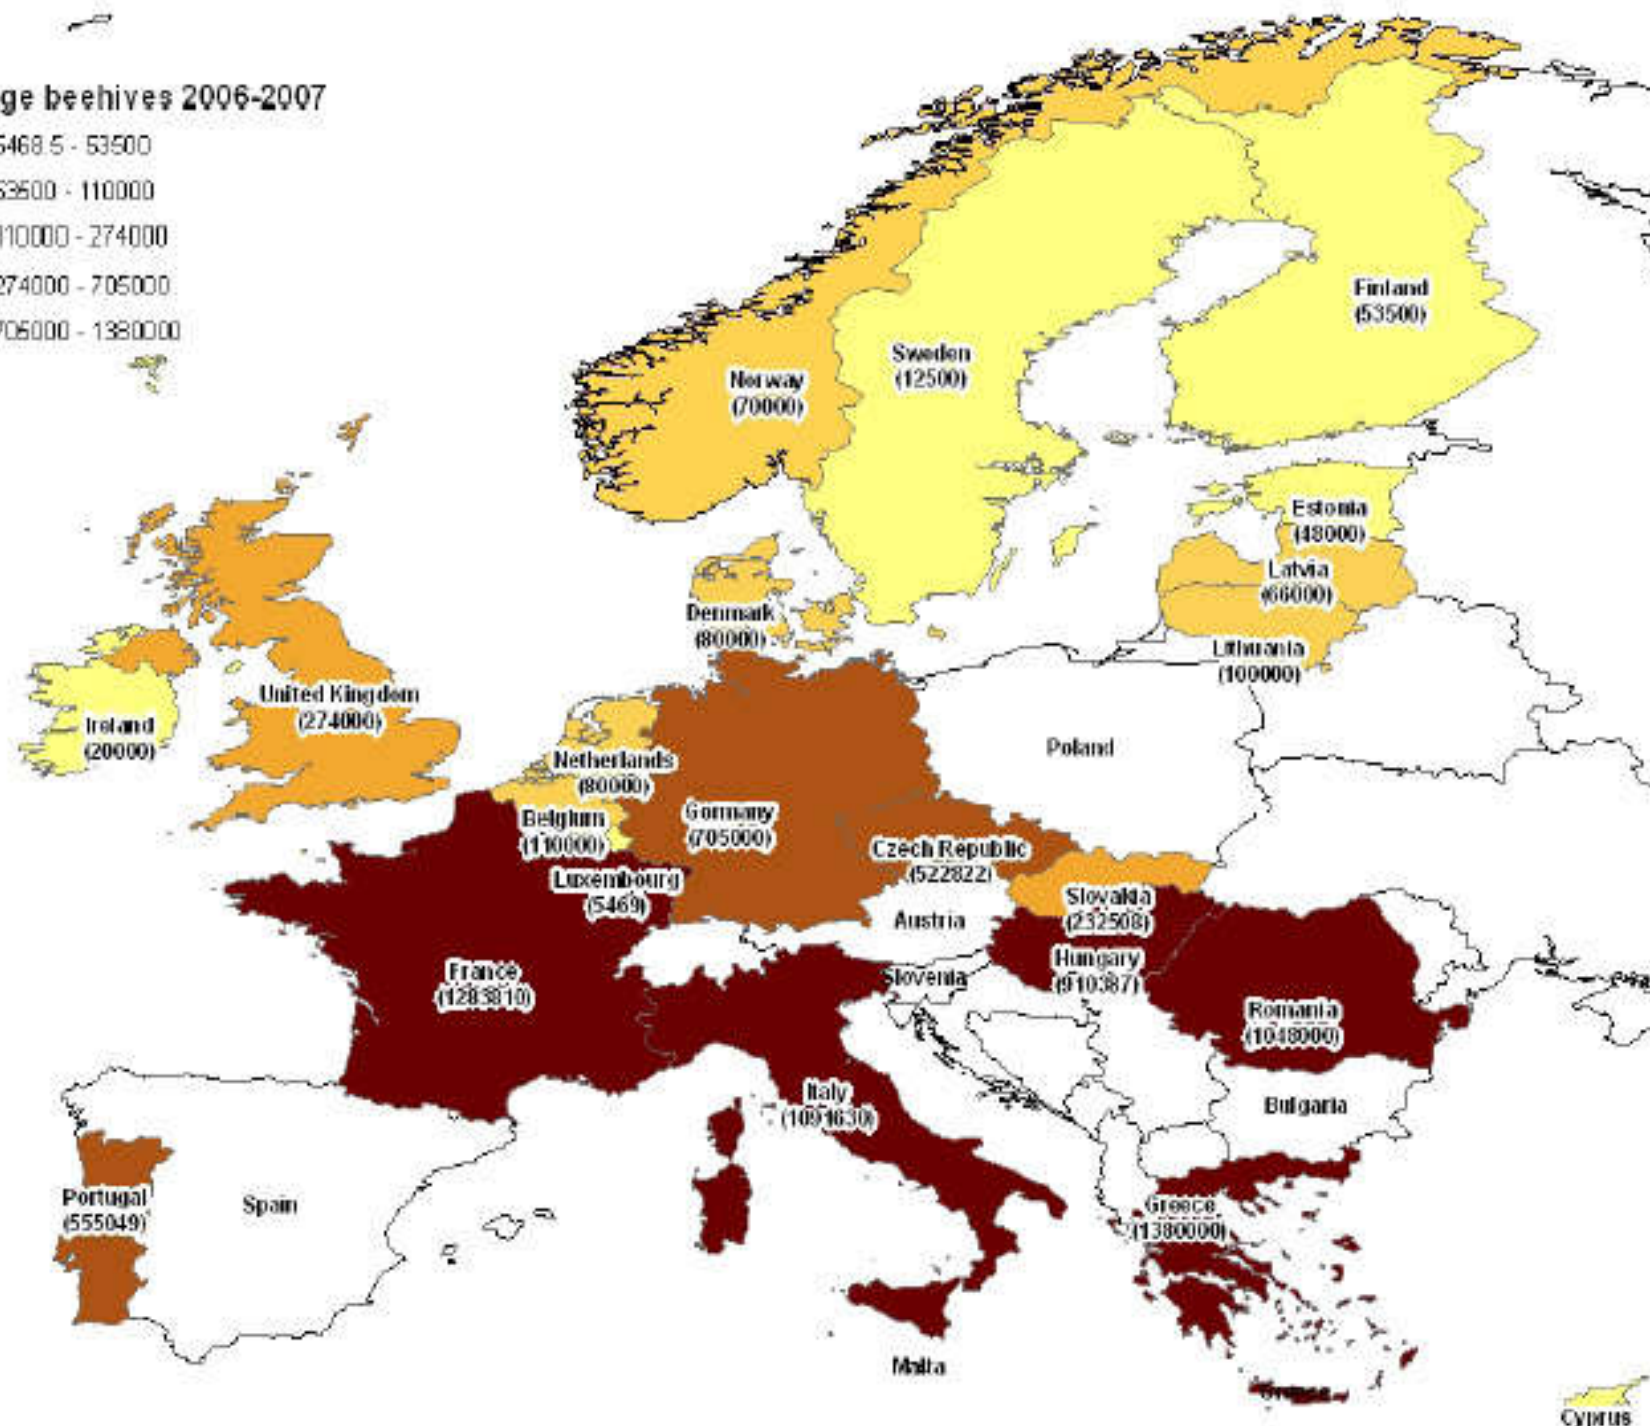 ge beehives 2006-2007
5468.5 - 53500
53500 - 110000
110000 - 274000
274000 - 705000
705000 - 1380000
Finland
(53500)
Sweden
(12500)
Norway
(70000)
Estonia
(48000)
Latvia
(66000)
Denmark
(80000)
Lithuania
(100000)
United Kingdom
(274000)
Ireland
(20000)
Poland
Netherlands
(80000)
Germany
(705000)
Belgium
(110000)
Czech Republic
(522822)
Luxembourg
(5469)
Slovakia
(232508)
Austria
Hungary
(910387)
France
(1283810)
Slovenia
Romania
(1048000)
Italy
(1091630)
Bulgaria
Portugal
(555049)
Spain
Greece
(1380000)
Malta
Greece
Cyprus